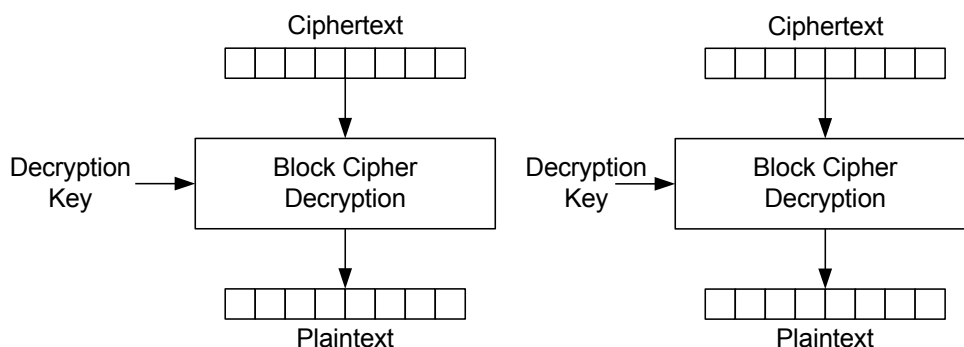 Ciphertext
Decryption
Key
Block Cipher
Decryption
Plaintext
Ciphertext
Decryption
Key
Block Cipher
Decryption
Plaintext